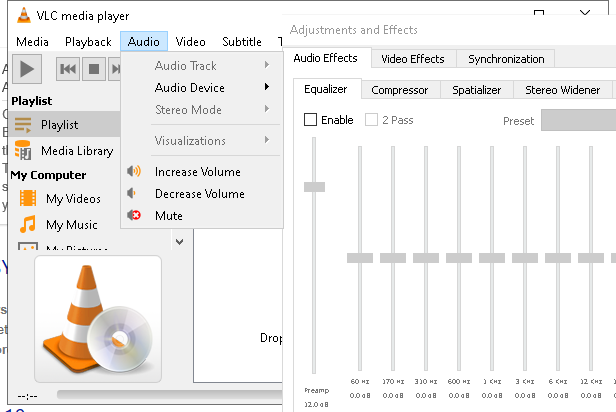 VLC media player
Media Playback Audio Video Subtitle T
Audio Track
Audio Device
Stereo Mode
Visualizations
Increase Volume
Decrease Volume
Mute
Playlist
Playlist
Media Library
My Computer
My Videos
My Music
My Pictures
Drop
--:--
Adjustments and Effects
Audio Effects Video Effects Synchronization
Equalizer Compressor Spatializer Stereo Widener
Enable 2 Pass Preset
60 Hz 170 Hz 310 Hz 600 Hz 1 KHz 3 KHz 6 KHz 12 KHz
Preamp 0.0 dB 0.0 dB 0.0 dB 0.0 dB 0.0 dB 0.0 dB 0.0 dB 0.0 dB
12.0 dB